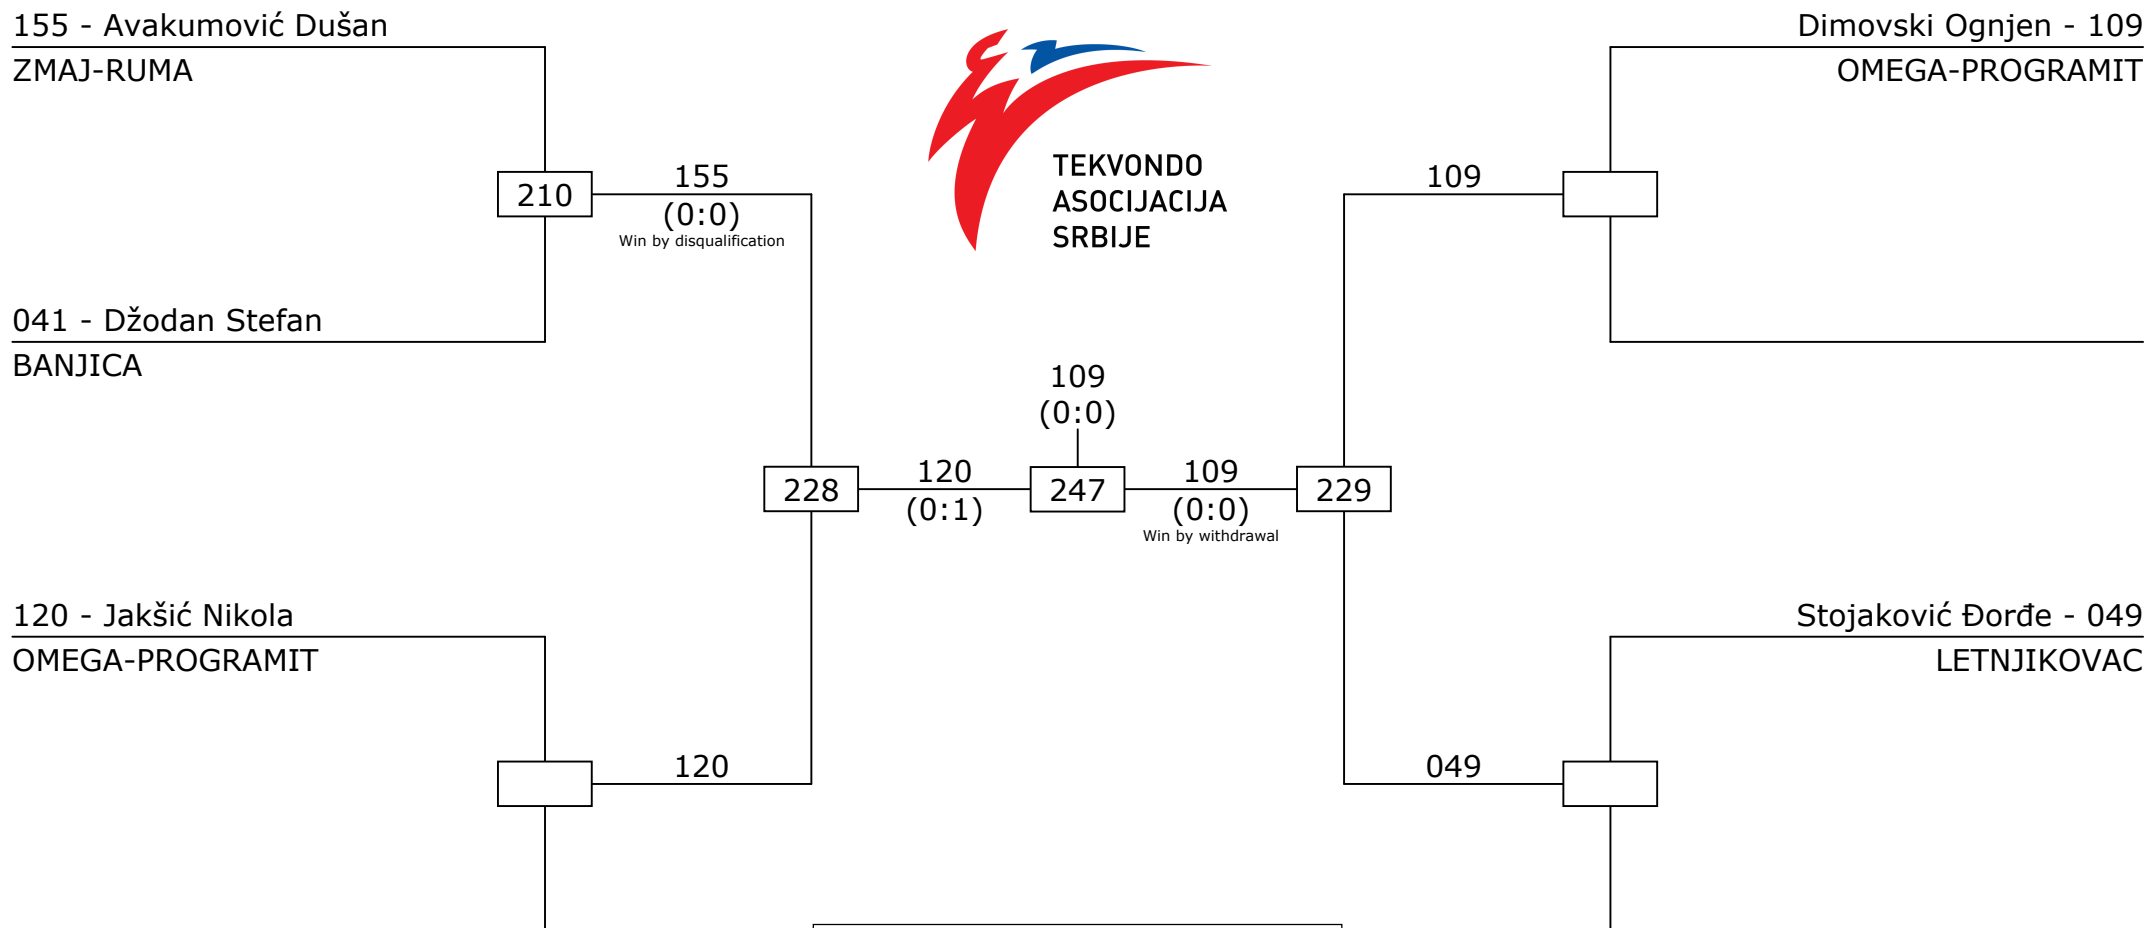 155 - Avakumović Dušan
ZMAJ-RUMA
Dimovski Ognjen - 109
OMEGA-PROGRAMIT
TEKVONDO
ASOCIJACIJA
SRBIJE
210
155
(0:0)
Win by disqualification
109
041 - Džodan Stefan
BANJICA
109
(0:0)
228
120
(0:1)
247
109
(0:0)
Win by withdrawal
229
120 - Jakšić Nikola
OMEGA-PROGRAMIT
Stojaković Đorđe - 049
LETNJIKOVAC
120
049